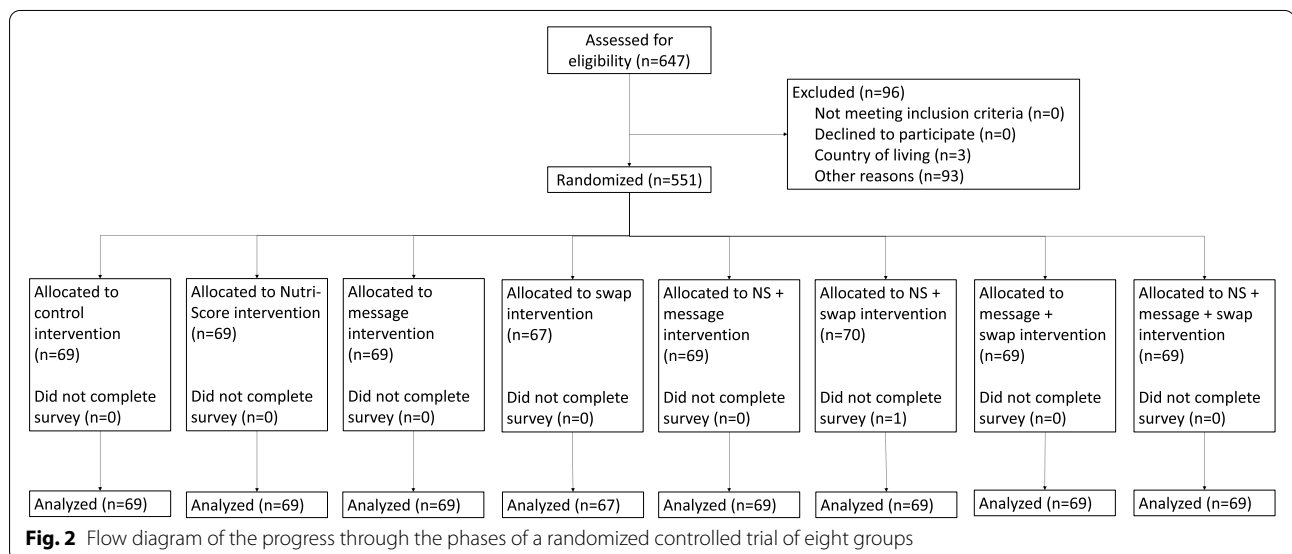 Assessed for
eligibility (n=647)
Excluded (n=96)
Not meeting inclusion criteria (n=0)
Declined to participate (n=0)
Country of living (n=3)
Other reasons (n=93)
Randomized (n=551)
Allocated to
control
intervention
(n=69)
Did not complete
survey (n=0)
Allocated to Nutri-
Score intervention
(n=69)
Did not complete
survey (n=0)
Allocated to
message
intervention
(n=69)
Did not complete
survey (n=0)
Allocated to swap
intervention
(n=67)
Did not complete
survey (n=0)
Allocated to NS +
message
intervention
(n=69)
Did not complete
survey (n=0)
Allocated to NS +
swap intervention
(n=70)
Did not complete
survey (n=1)
Allocated to
message +
swap intervention
(n=69)
Did not complete
survey (n=0)
Allocated to NS +
message + swap
intervention
(n=69)
Did not complete
survey (n=0)
Analyzed (n=69)
Analyzed (n=69)
Analyzed (n=69)
Analyzed (n=67)
Analyzed (n=69)
Analyzed (n=69)
Analyzed (n=69)
Analyzed (n=69)
Fig. 2 Flow diagram of the progress through the phases of a randomized controlled trial of eight groups